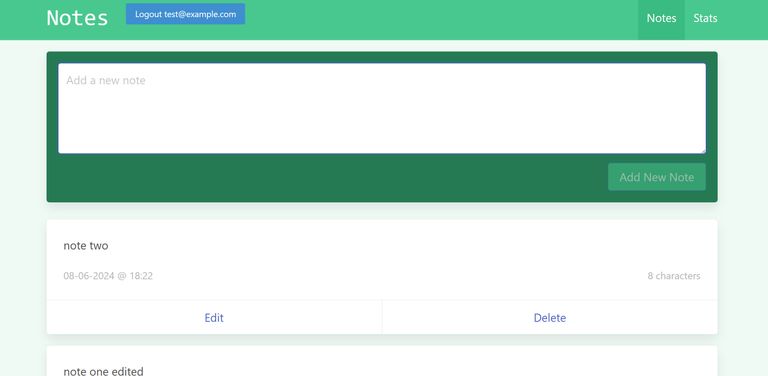 Notes Logout test@example.com Notes Stats
Add a new note
Add New Note
note two
08-06-2024 @ 18:22 8 characters
Edit Delete
note one edited